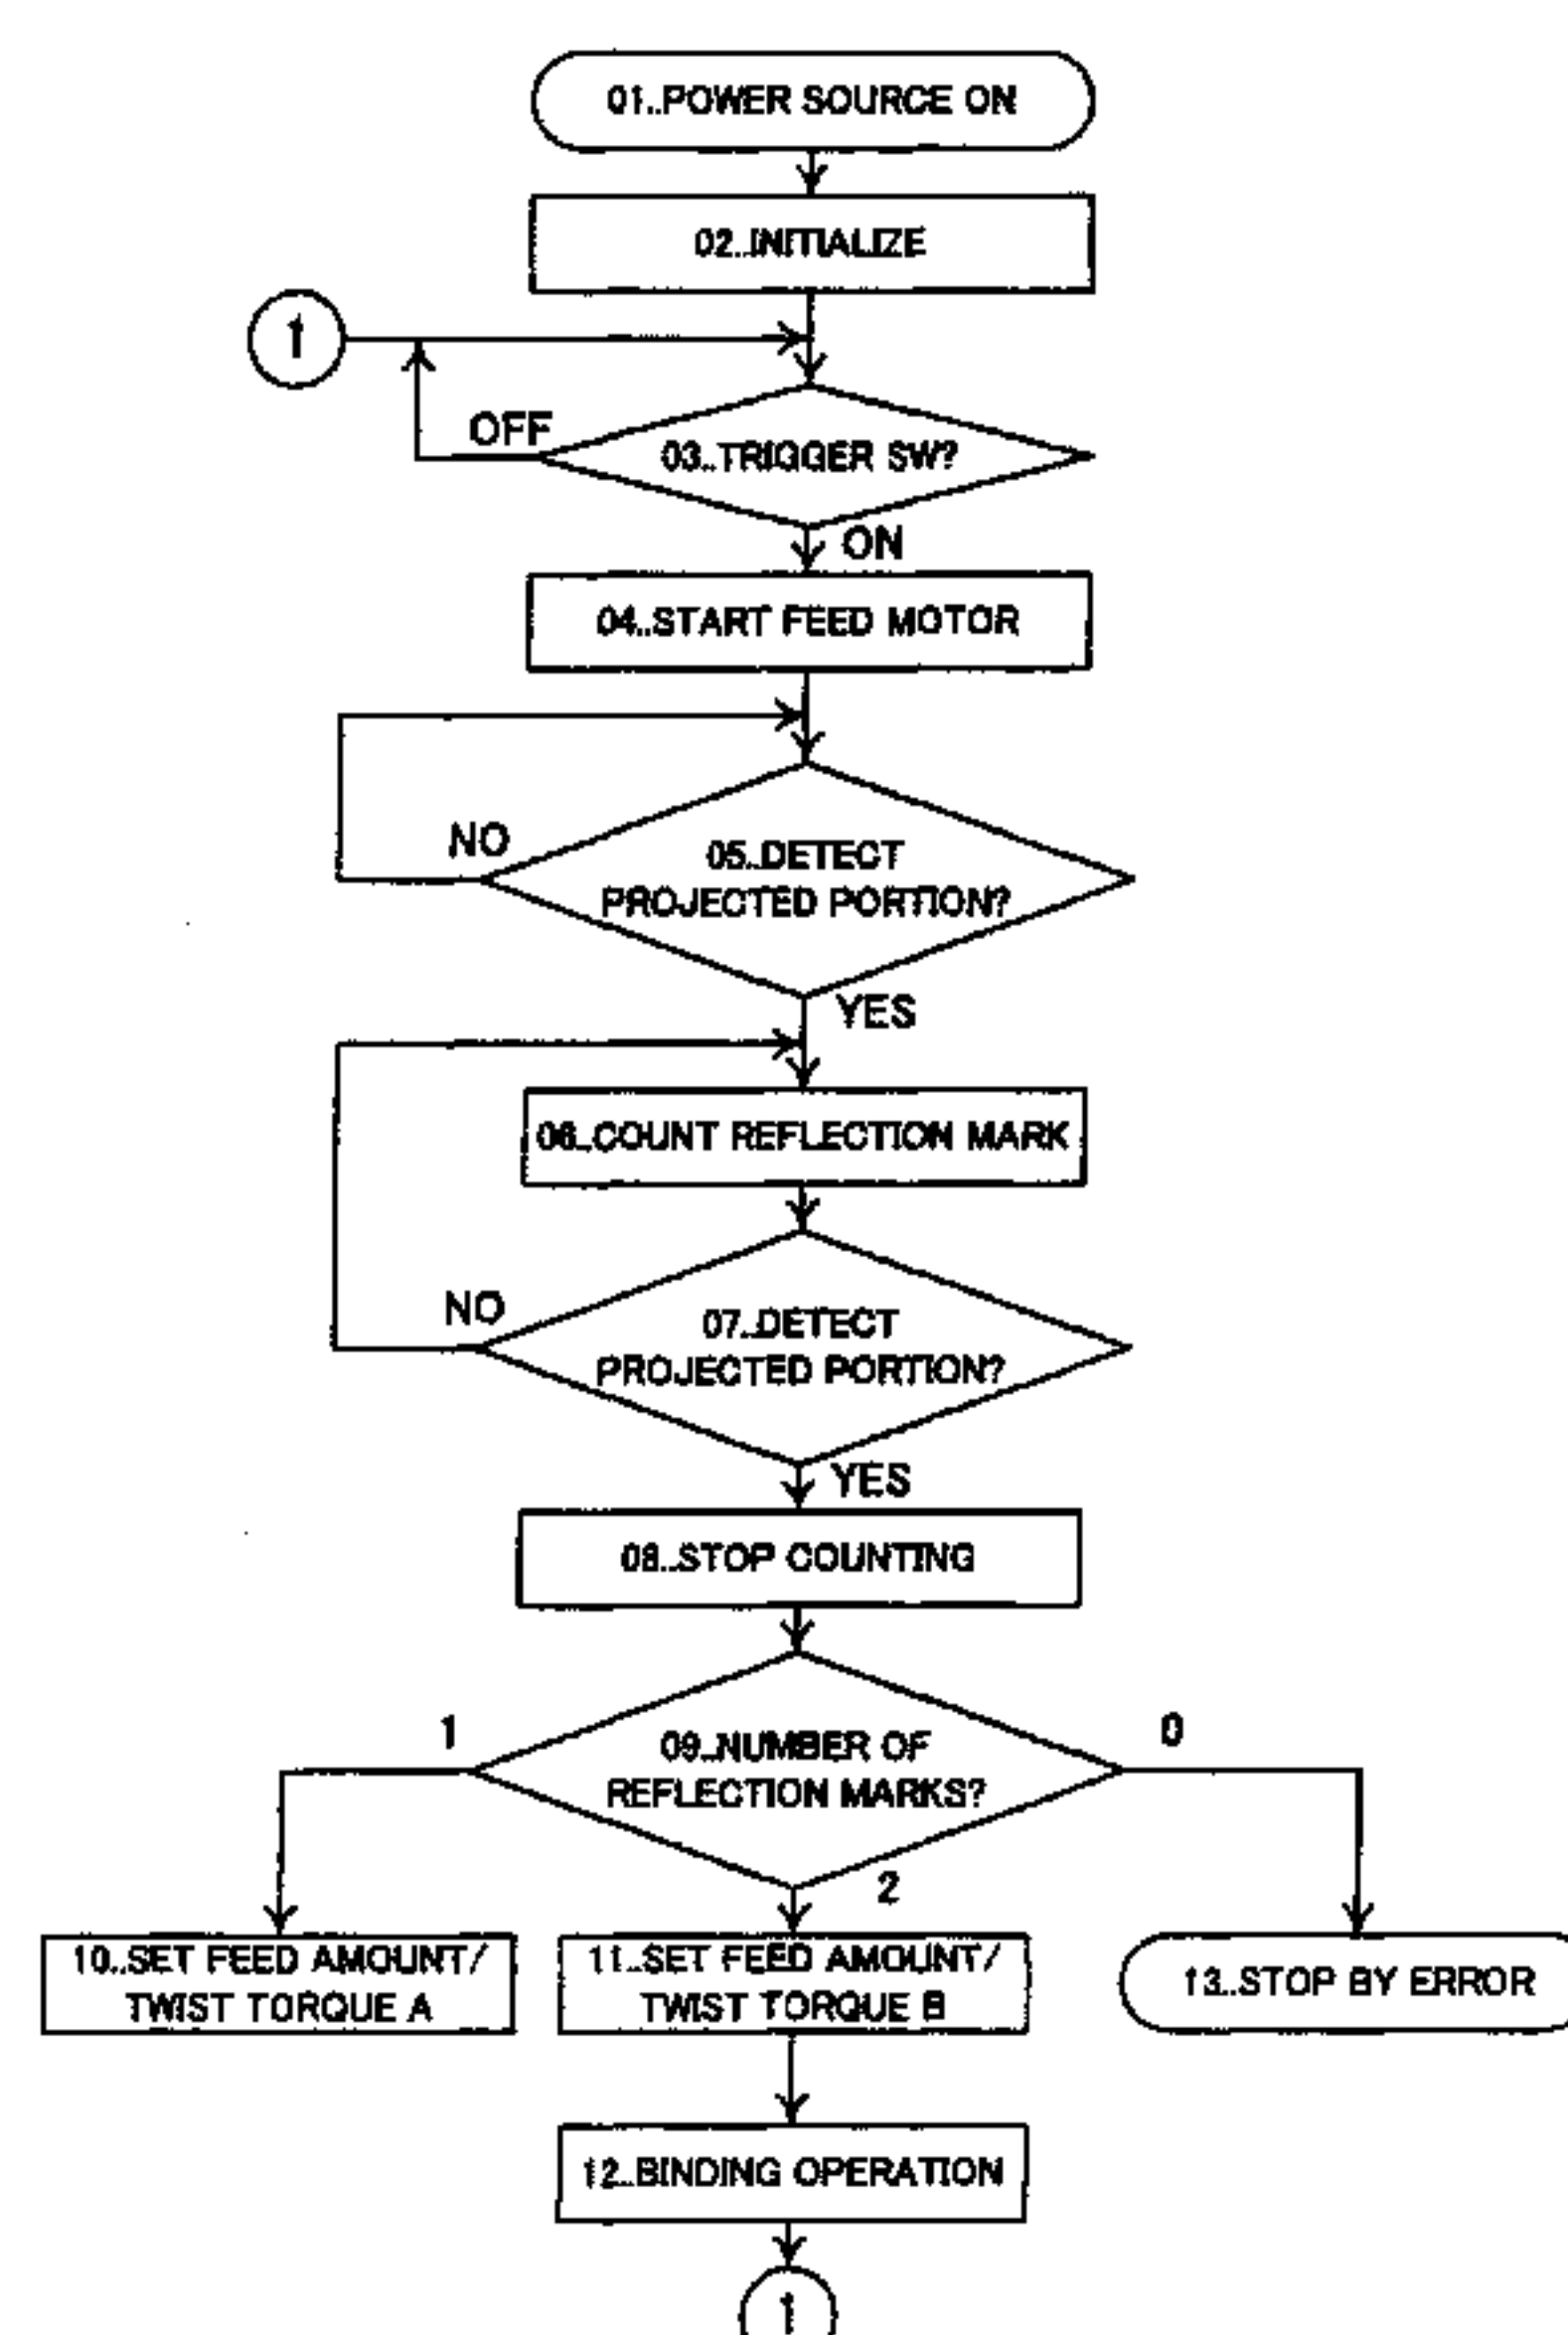 01..POWER SOURCE ON
02..INITIALIZE
1
OFF
03..TRIGGER SW?
ON
04..START FEED MOTOR
NO
05..DETECT
PROJECTED PORTION?
YES
06..COUNT REFLECTION MARK
NO
07..DETECT
PROJECTED PORTION?
YES
08..STOP COUNTING
1
09..NUMBER OF
REFLECTION MARKS?
0
2
10..SET FEED AMOUNT/
TWIST TORQUE A
11..SET FEED AMOUNT/
TWIST TORQUE B
13..STOP BY ERROR
12..BINDING OPERATION
1